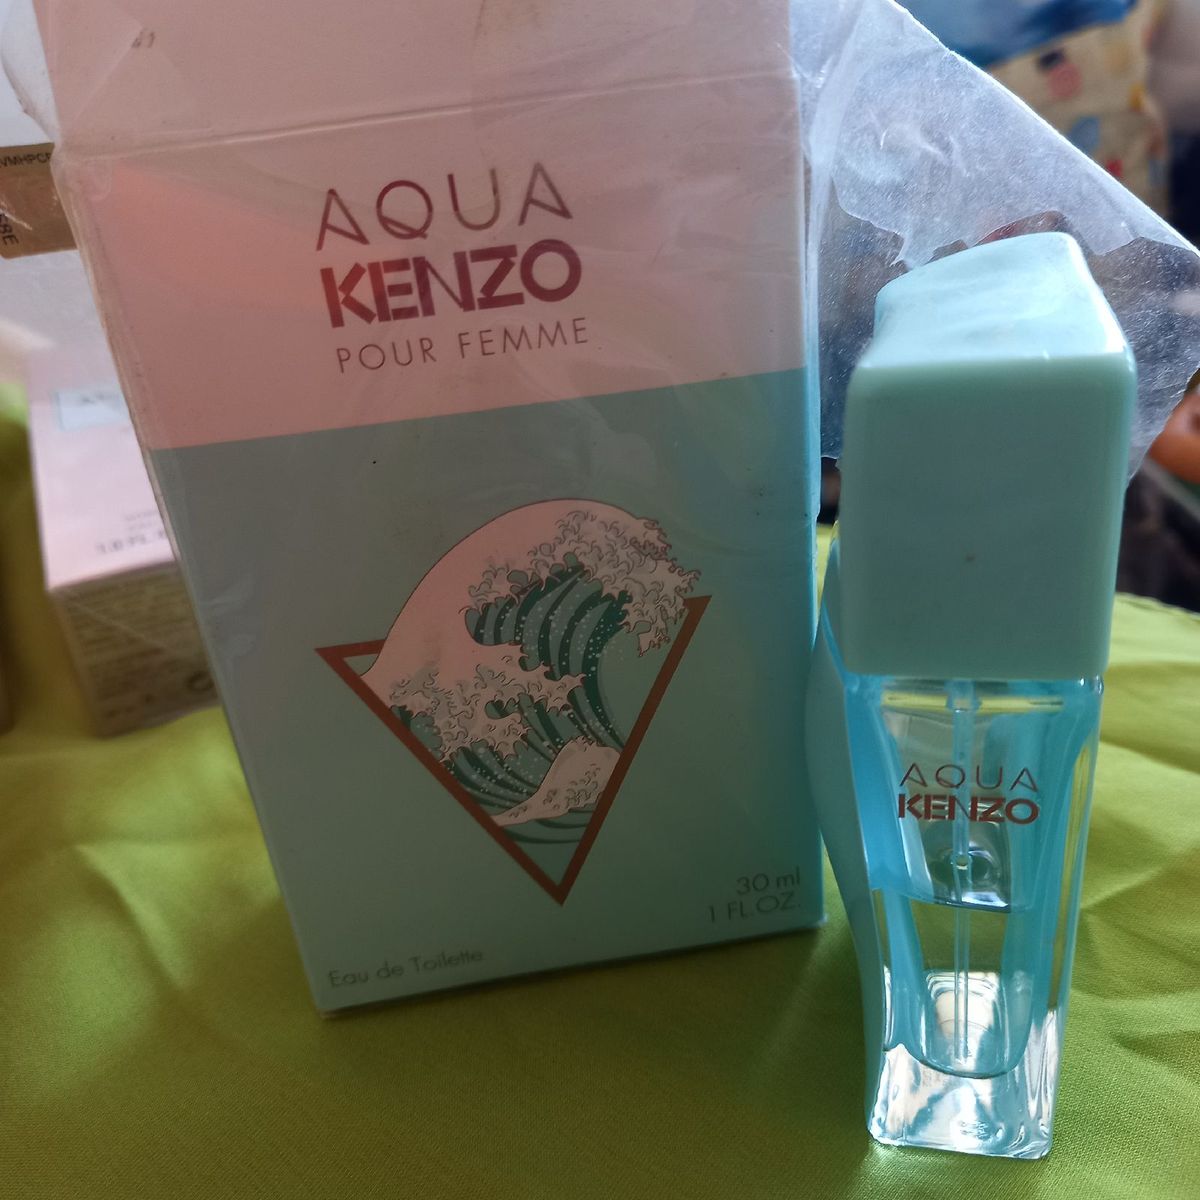 AQUA
KENZO
POUR FEMME
30 ml
1 FL.OZ.
Eau de Toilette
AQUA
KENZO